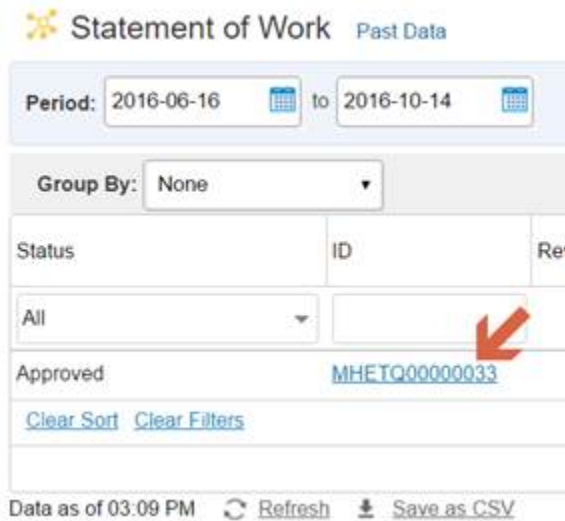 Statement of Work Past Data
Period: 2016-06-16 to 2016-10-14
Group By: None
Status ID Re
All
Approved MHETQ00000033
Clear Sort Clear Filters
Data as of 03:09 PM Refresh Save as CSV